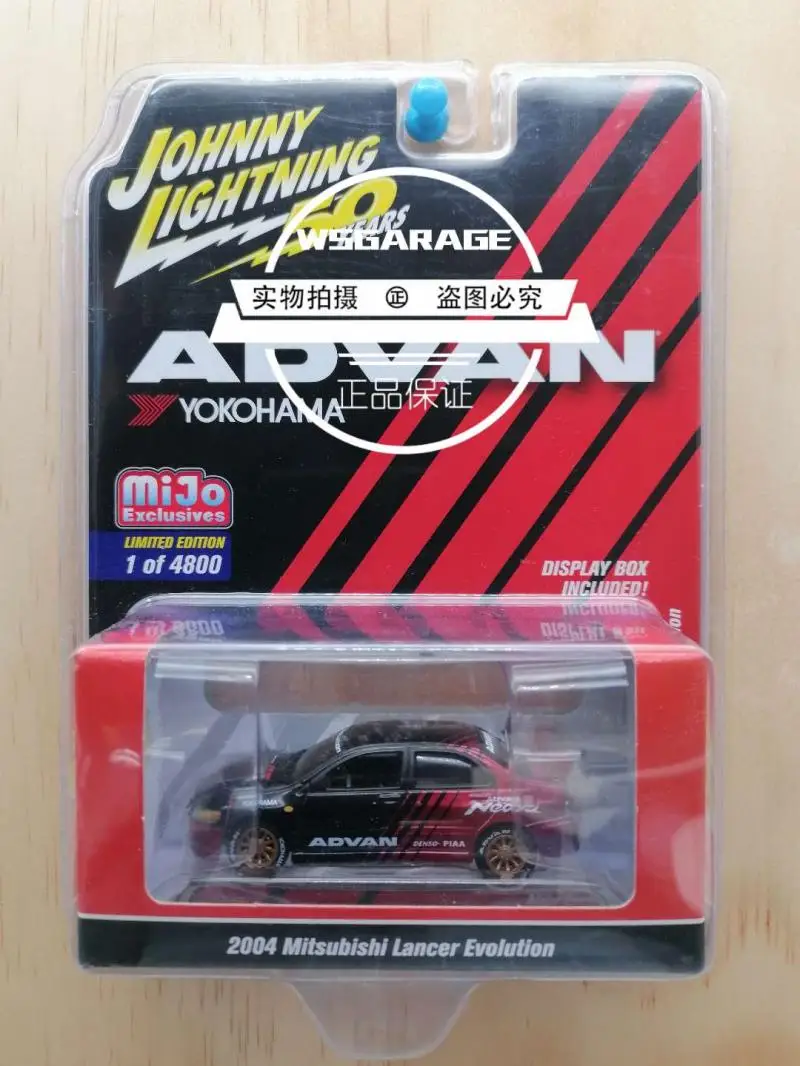 JOHNNY
LIGHTNING
50
YEARS
WSGARAGE
实物拍摄 正 盗图必究
ADVAN
正品保证
YOKOHAMA
MiJo
Exclusives
LIMITED EDITION
1 of 4800
DISPLAY BOX
INCLUDED!
YOKOHAMA
Neova
ADVAN
DENSO PIAA
ADVAN
2004 Mitsubishi Lancer Evolution